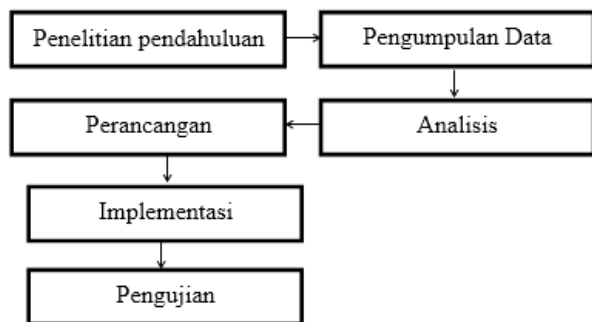 Penelitian pendahuluan
Pengumpulan Data
Analisis
Perancangan
Implementasi
Pengujian